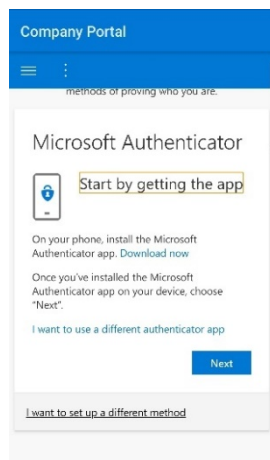 Company Portal
methods of proving who you are.
Microsoft Authenticator
Start by getting the app
On your phone, install the Microsoft
Authenticator app. Download now
Once you've installed the Microsoft
Authenticator app on your device, choose
"Next".
I want to use a different authenticator app
Next
I want to set up a different method